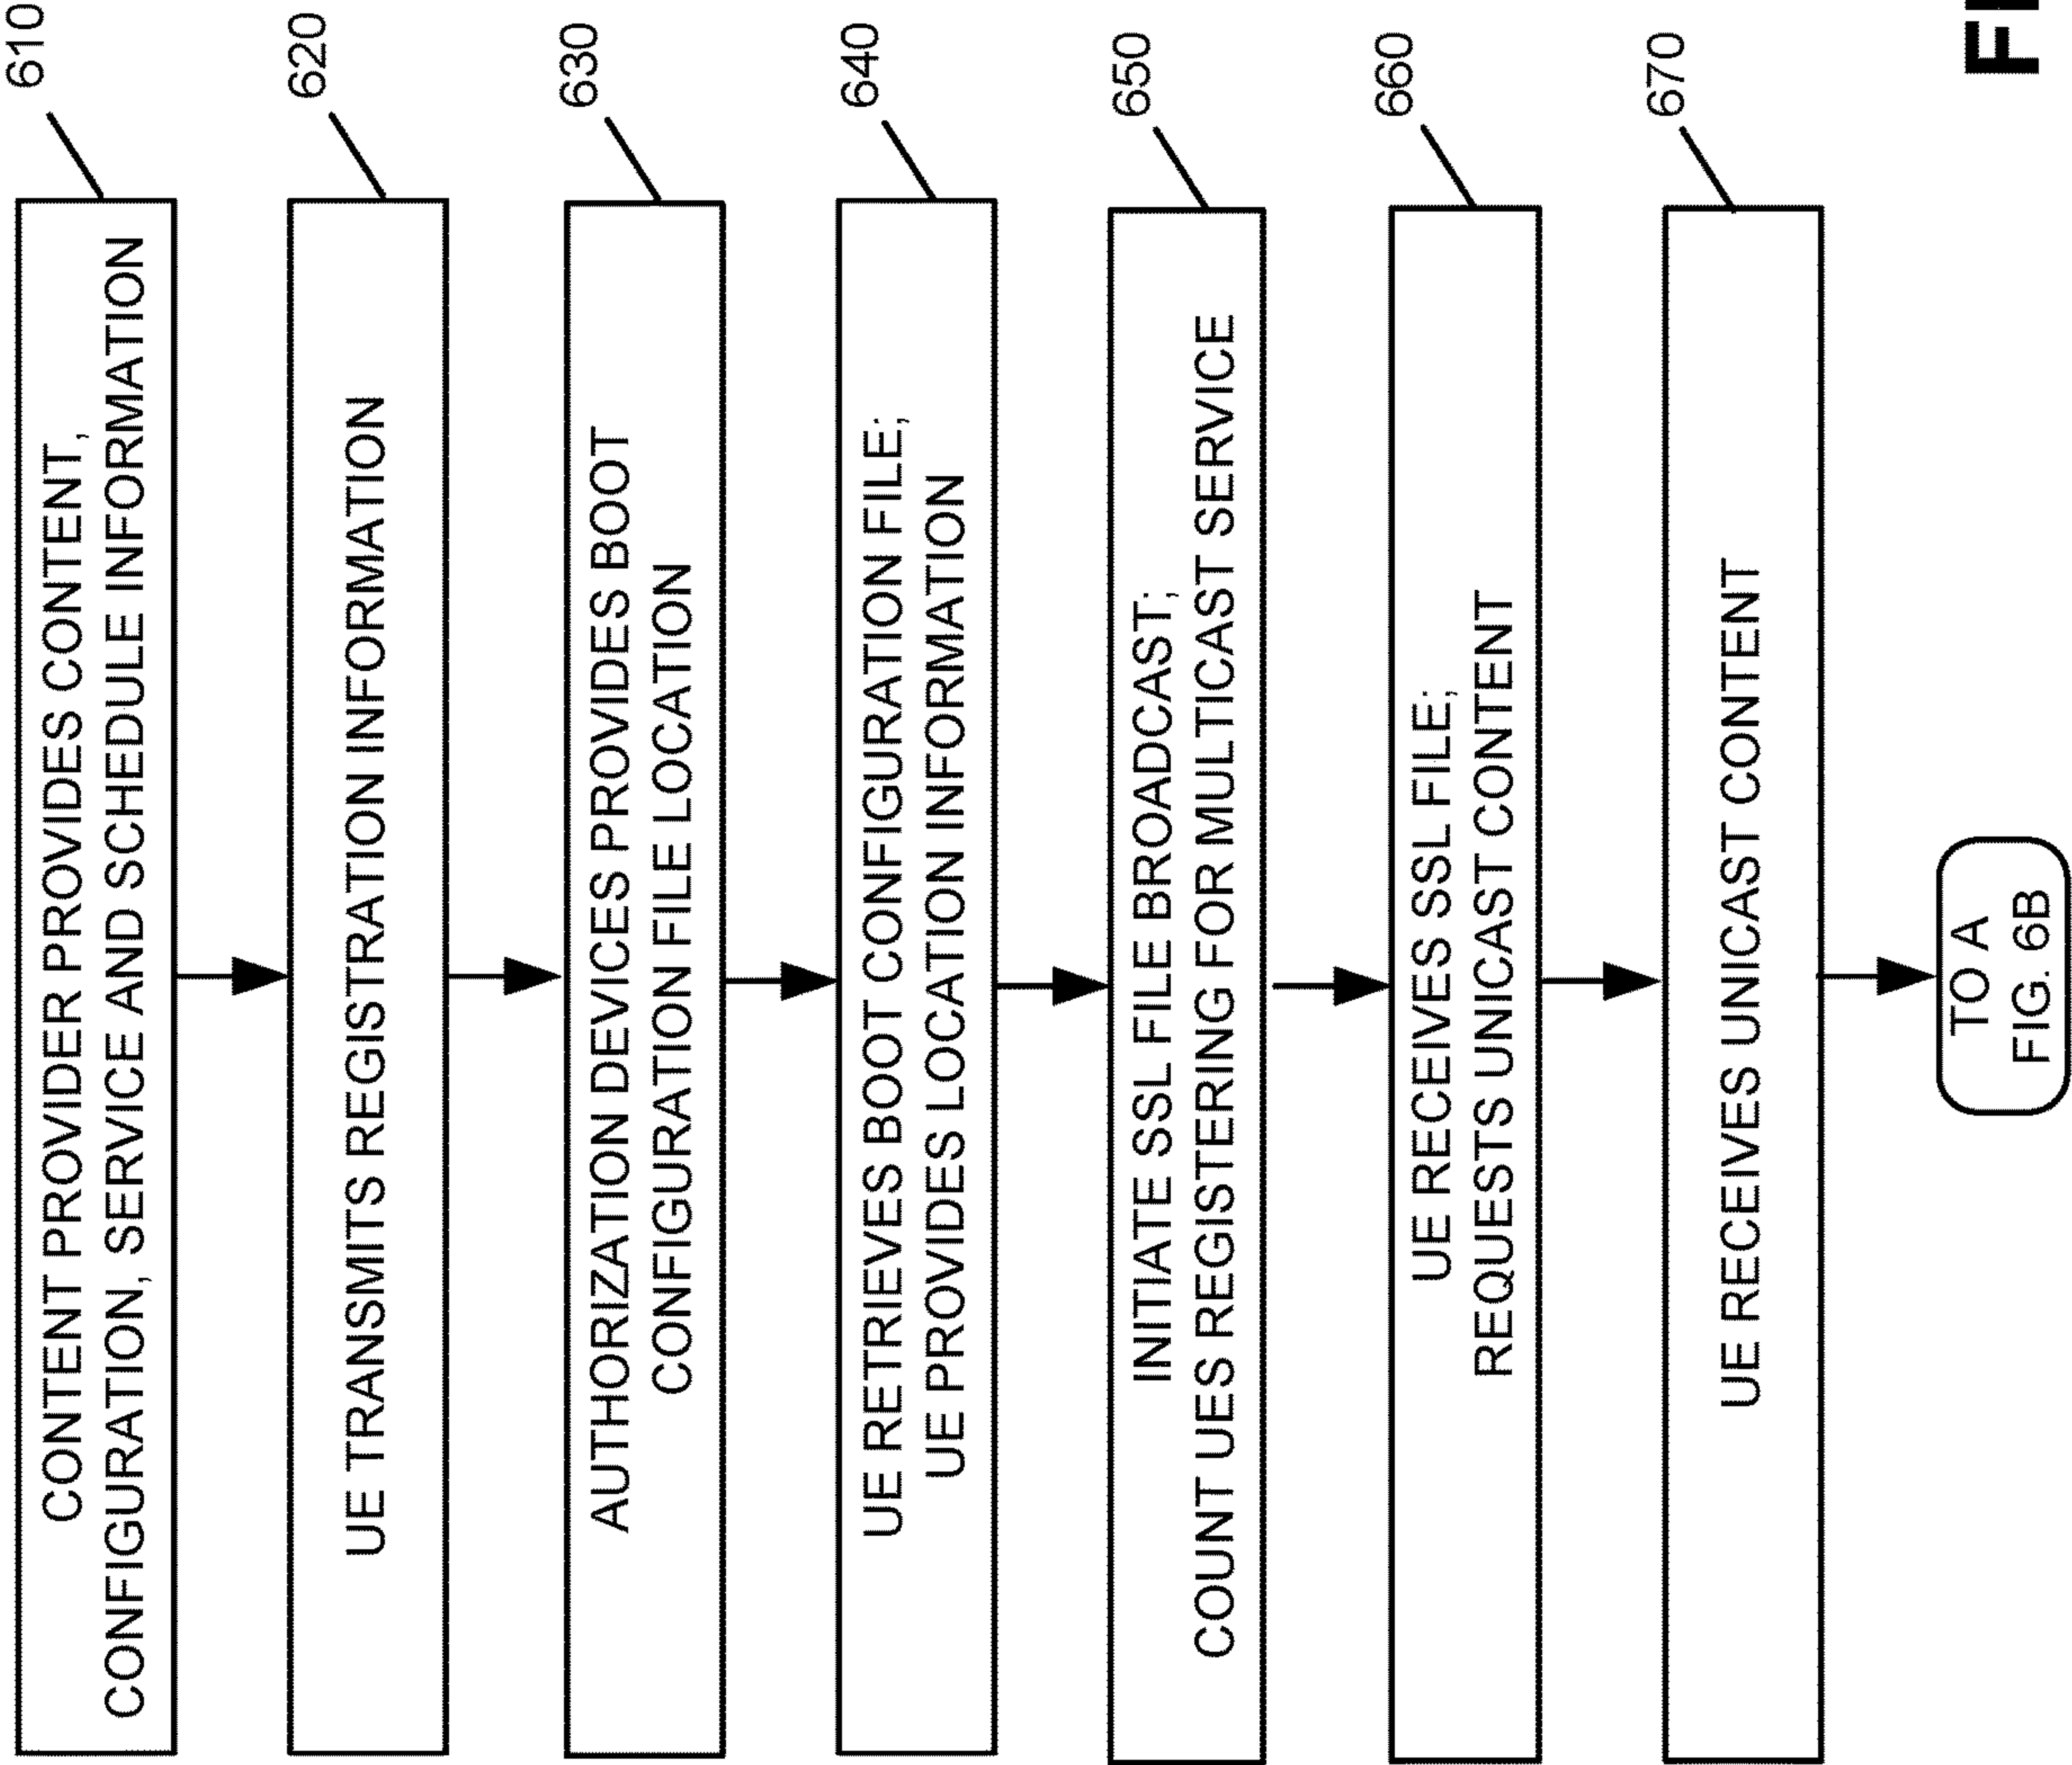 610
CONTENT PROVIDER PROVIDES CONTENT,
CONFIGURATION, SERVICE AND SCHEDULE INFORMATION
620
UE TRANSMITS REGISTRATION INFORMATION
630
AUTHORIZATION DEVICES PROVIDES BOOT
CONFIGURATION FILE LOCATION
640
UE RETRIEVES BOOT CONFIGURATION FILE;
UE PROVIDES LOCATION INFORMATION
650
INITIATE SSL FILE BROADCAST;
COUNT UES REGISTERING FOR MULTICAST SERVICE
660
UE RECEIVES SSL FILE;
REQUESTS UNICAST CONTENT
670
UE RECEIVES UNICAST CONTENT
TO A
FIG. 6B